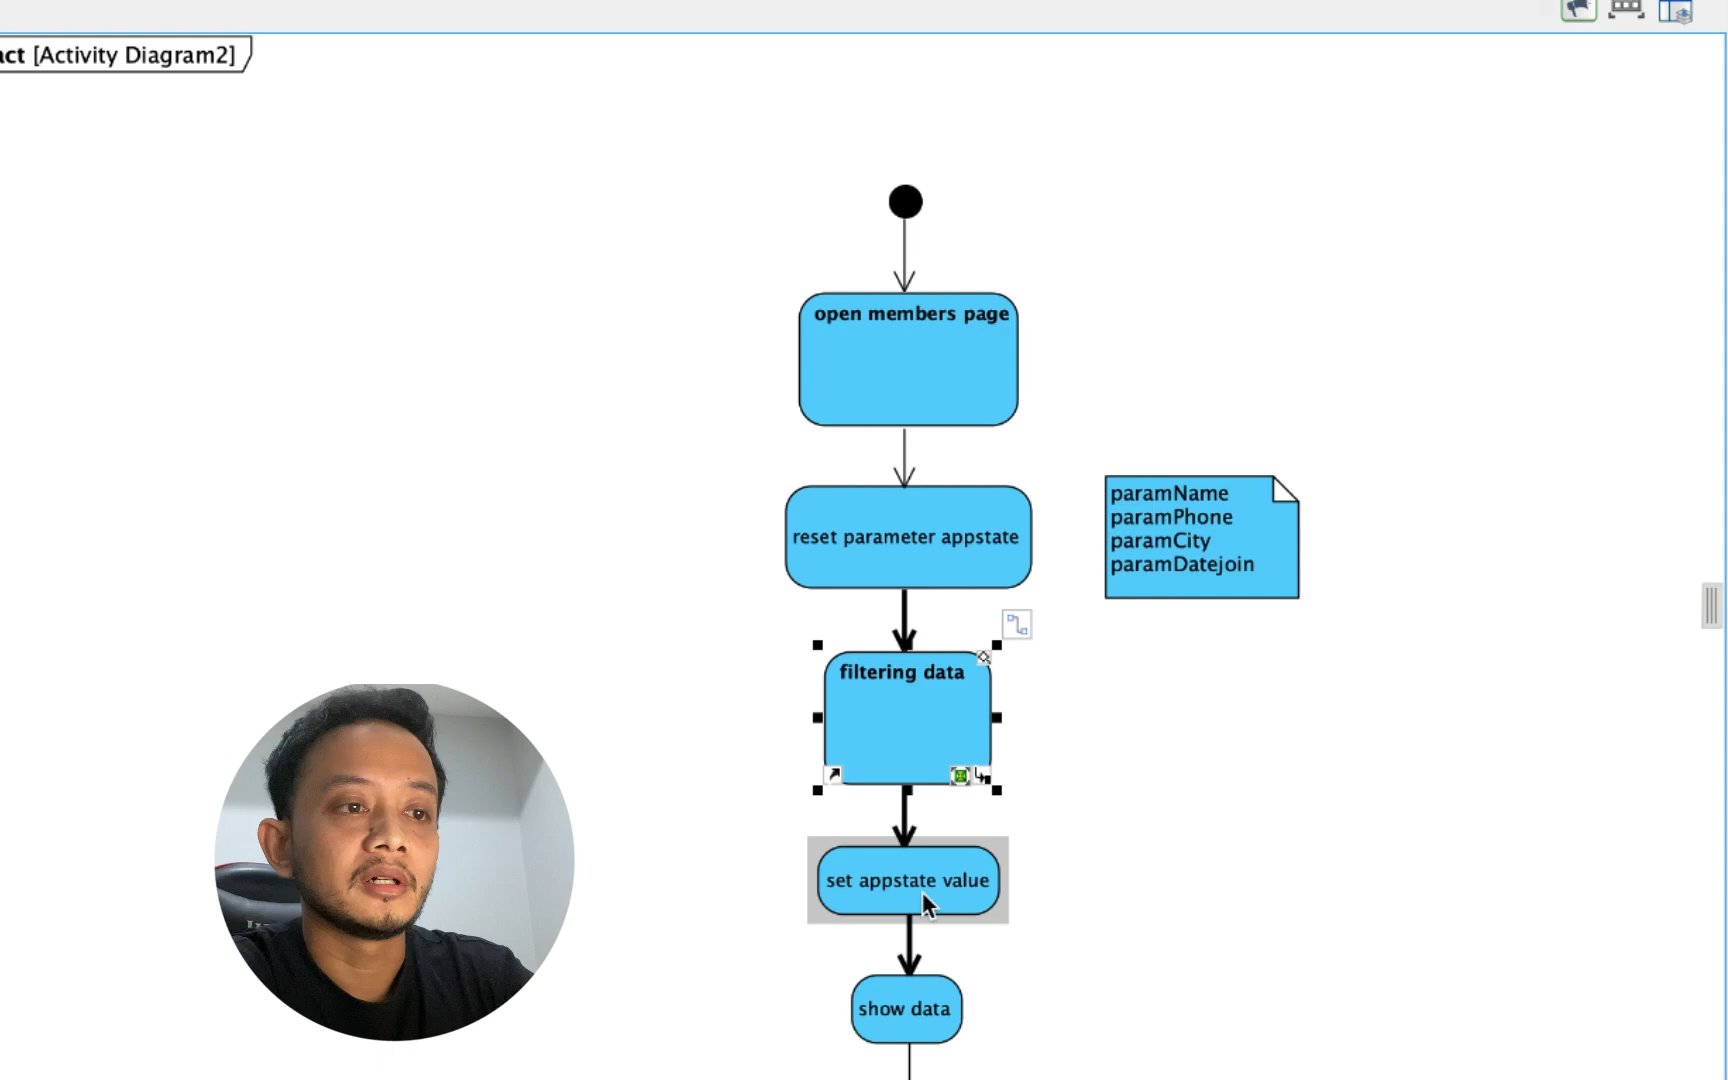 act [Activity Diagram2]
open members page
reset parameter appstate
paramName
paramPhone
paramCity
paramDatejoin
filtering data
set appstate value
show data